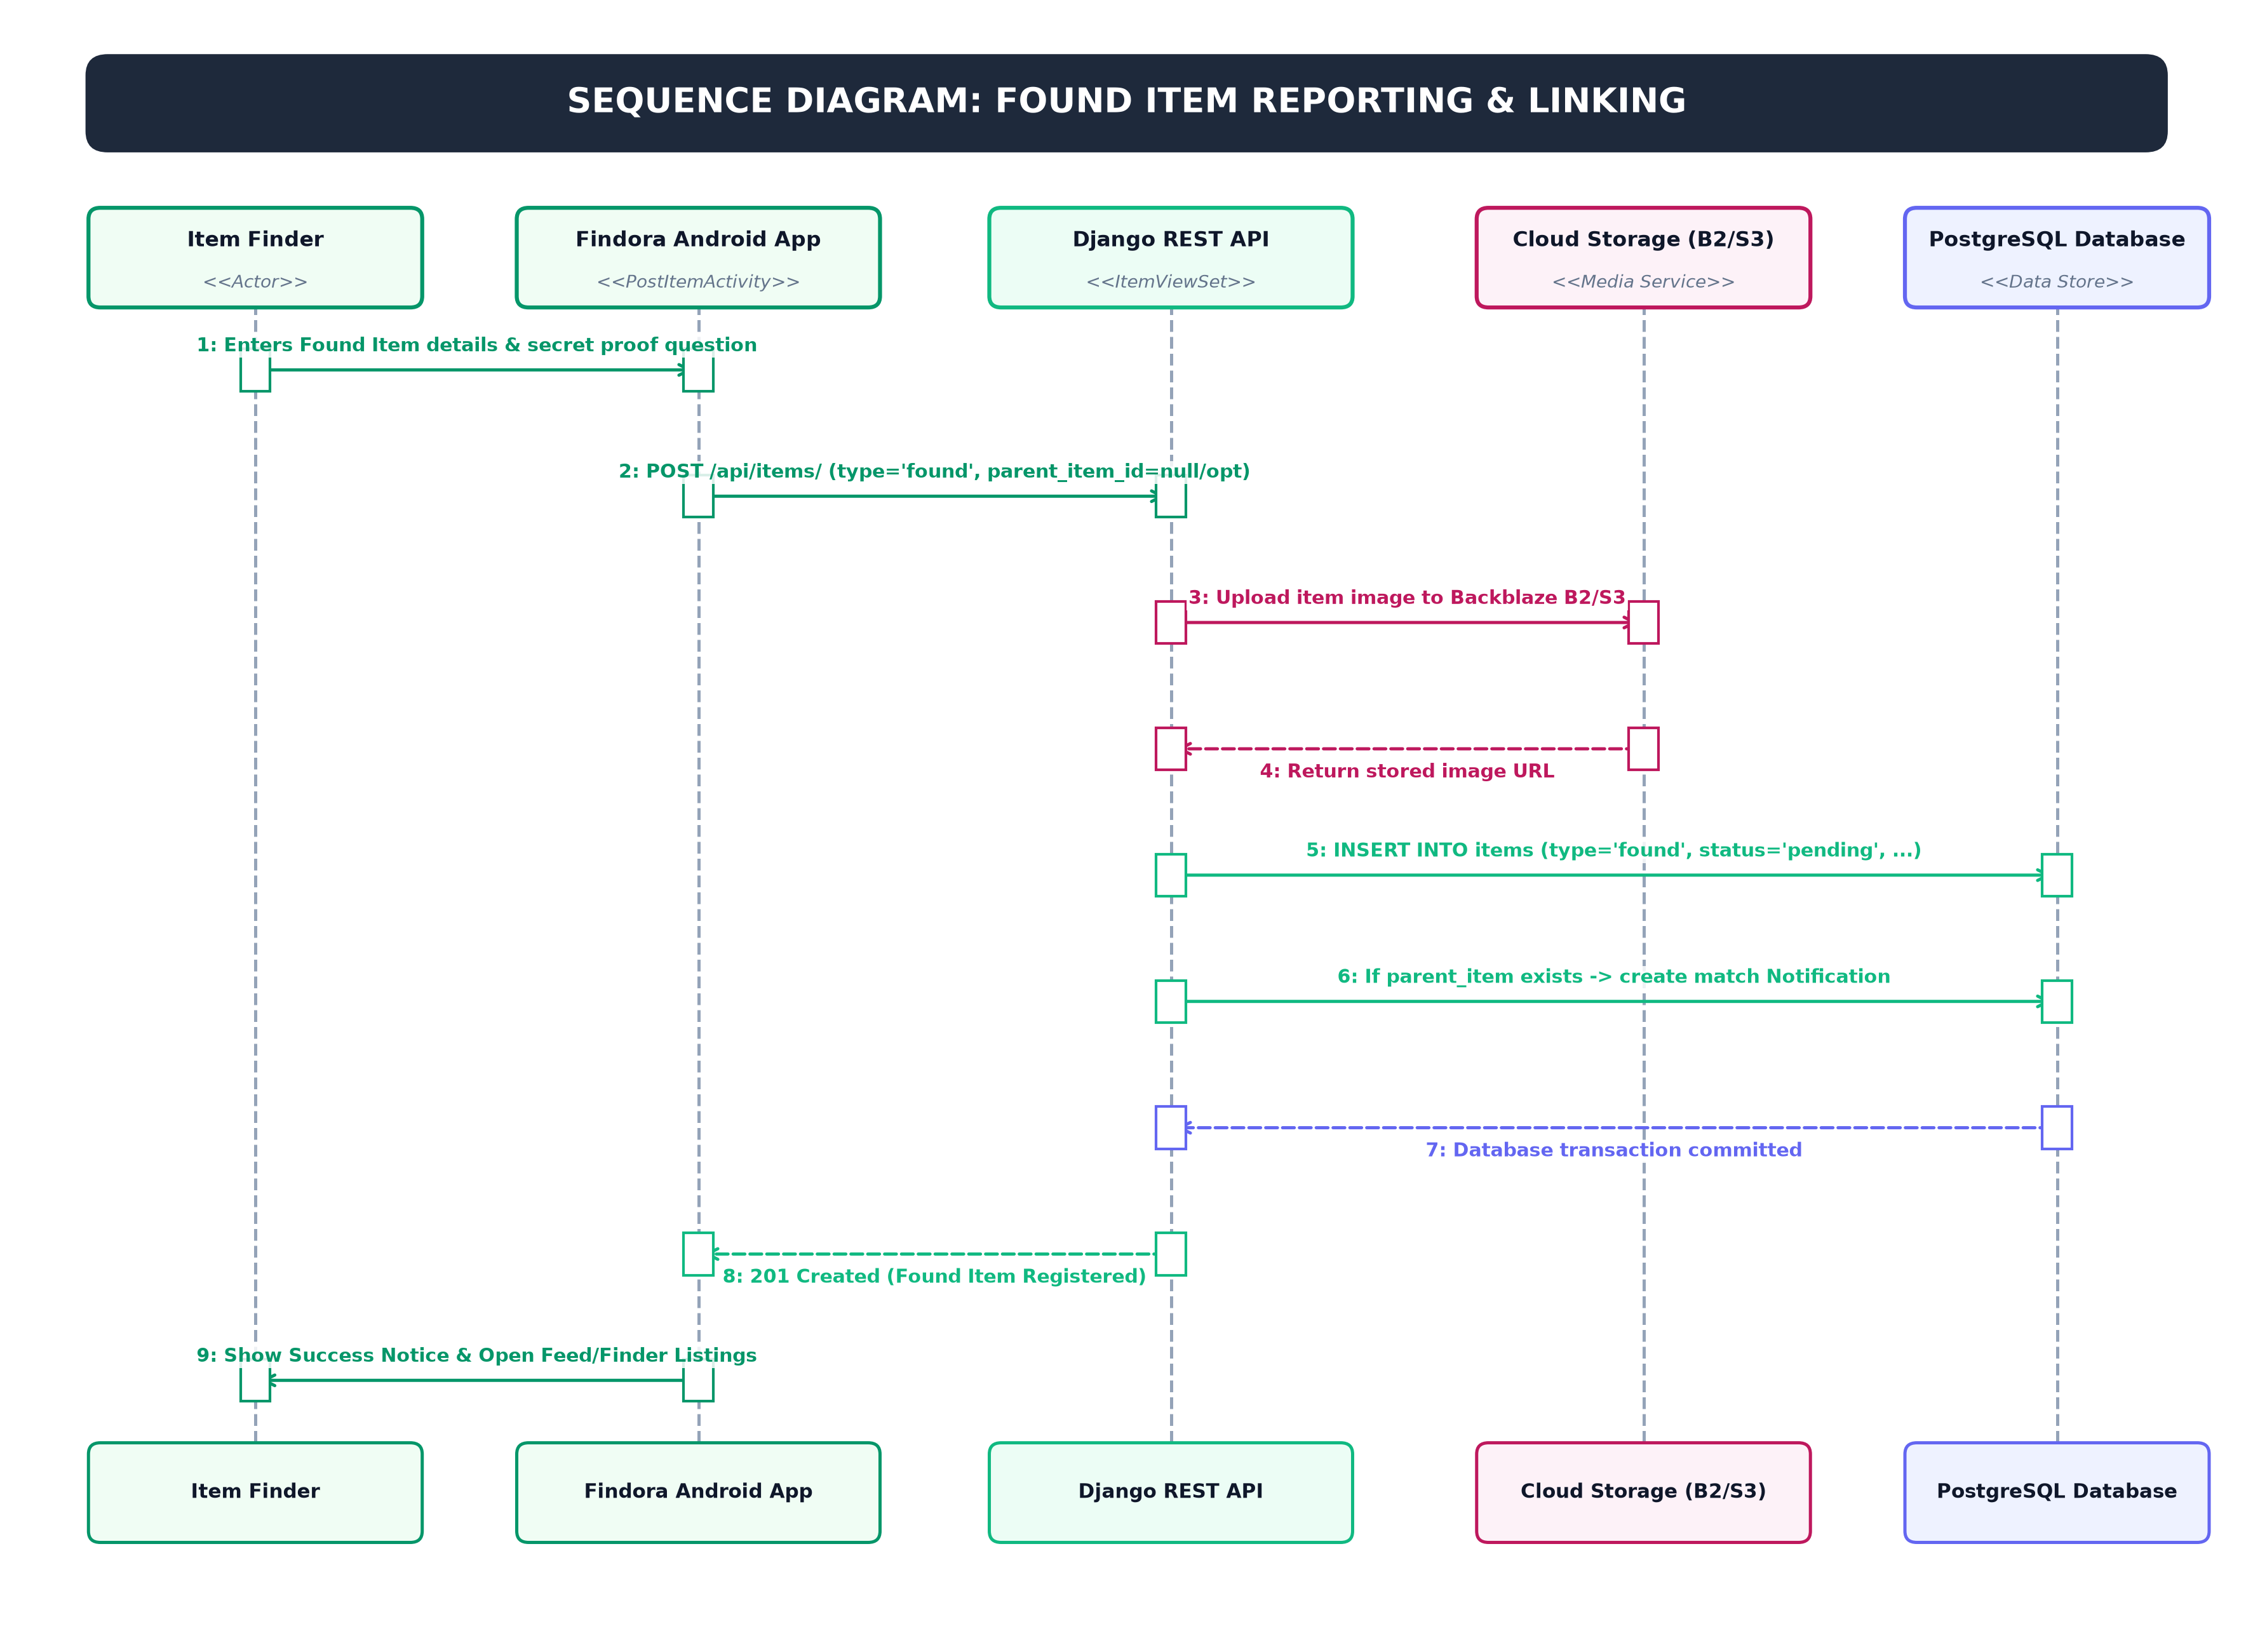 SEQUENCE DIAGRAM: FOUND ITEM REPORTING & LINKING
Item Finder
<<Actor>>
Findora Android App
<<PostItemActivity>>
Django REST API
<<ItemViewSet>>
Cloud Storage (B2/S3)
<<Media Service>>
PostgreSQL Database
<<Data Store>>
1: Enters Found Item details & secret proof question
2: POST /api/items/ (type='found', parent_item_id=null/opt)
3: Upload item image to Backblaze B2/S3
4: Return stored image URL
5: INSERT INTO items (type='found', status='pending', ...)
6: If parent_item exists -> create match Notification
7: Database transaction committed
8: 201 Created (Found Item Registered)
9: Show Success Notice & Open Feed/Finder Listings
Item Finder
Findora Android App
Django REST API
Cloud Storage (B2/S3)
PostgreSQL Database